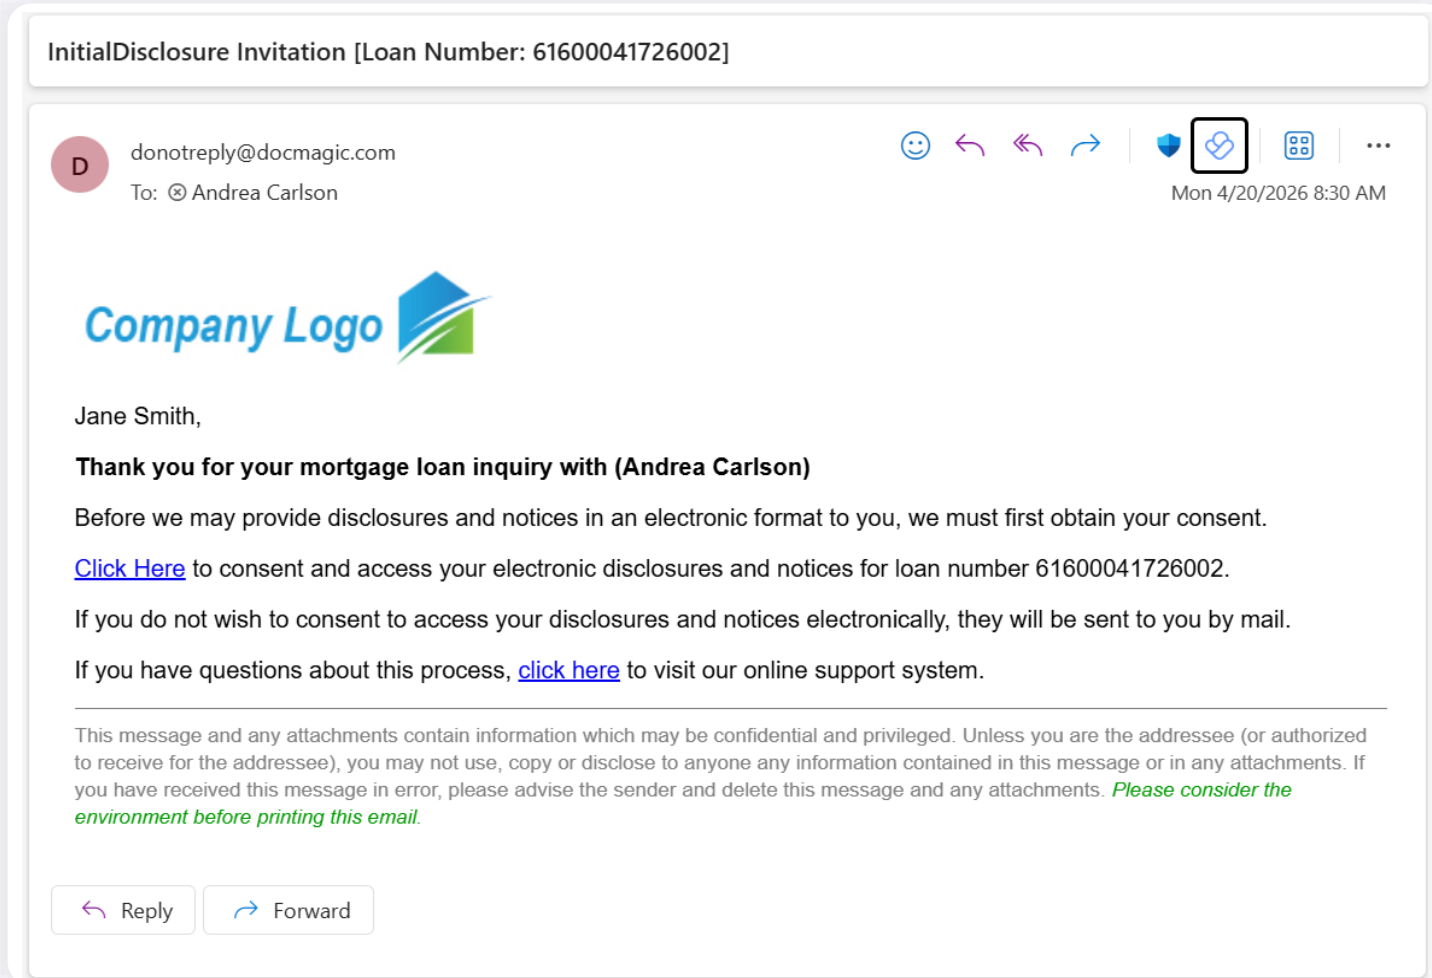 InitialDisclosure Invitation [Loan Number: 61600041726002]
D
donotreply@docmagic.com
To: Andrea Carlson
Mon 4/20/2026 8:30 AM
Company Logo
Jane Smith,
Thank you for your mortgage loan inquiry with (Andrea Carlson)
Before we may provide disclosures and notices in an electronic format to you, we must first obtain your consent.
Click Here to consent and access your electronic disclosures and notices for loan number 61600041726002.
If you do not wish to consent to access your disclosures and notices electronically, they will be sent to you by mail.
If you have questions about this process, click here to visit our online support system.
This message and any attachments contain information which may be confidential and privileged. Unless you are the addressee (or authorized
to receive for the addressee), you may not use, copy or disclose to anyone any information contained in this message or in any attachments. If
you have received this message in error, please advise the sender and delete this message and any attachments. Please consider the
environment before printing this email.
Reply
Forward